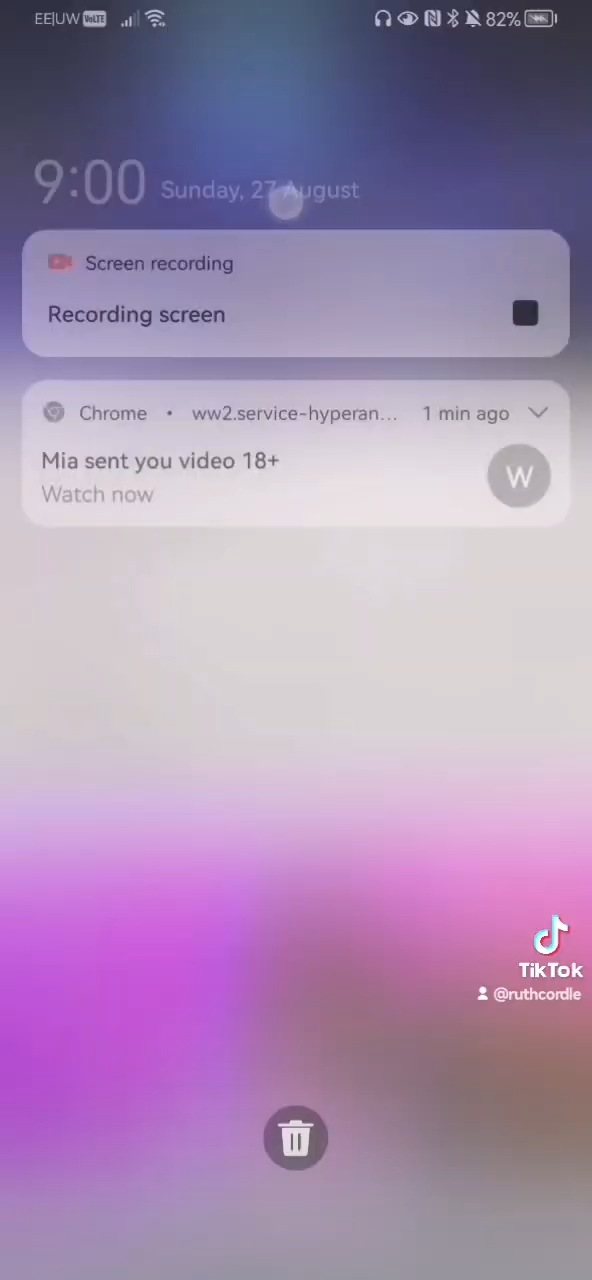 EE|UW VoLTE 82%
9:00 Sunday, 27 August
Screen recording
Recording screen
Chrome • ww2.service-hyperan... 1 min ago
Mia sent you video 18+
Watch now
W
TikTok
@ruthcordle